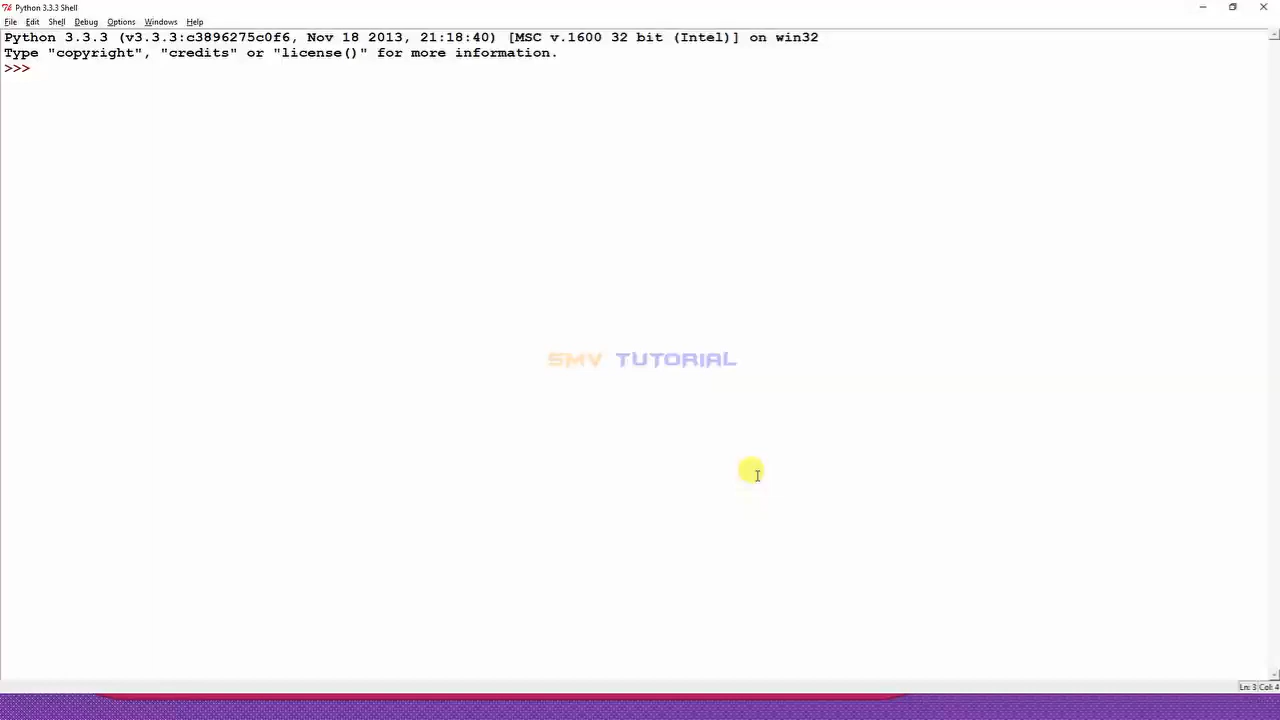 Python 3.3.3 Shell
File Edit Shell Debug Options Windows Help
Python 3.3.3 (v3.3.3:c3896275c0f6, Nov 18 2013, 21:18:40) [MSC v.1600 32 bit (Intel)] on win32
Type "copyright", "credits" or "license()" for more information.
>>>
SMV TUTORIAL
Ln: 3 Col: 4